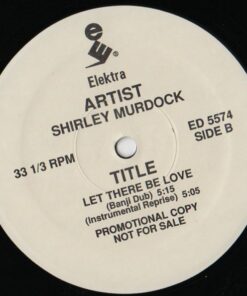 ew®
Elektra
ARTIST
SHIRLEY MURDOCK
33 1/3 RPM
ED 5574
SIDE B
TITLE
LET THERE BE LOVE
(Banji Dub) 5:15
(Instrumental Reprise) 5:05
PROMOTIONAL COPY
NOT FOR SALE